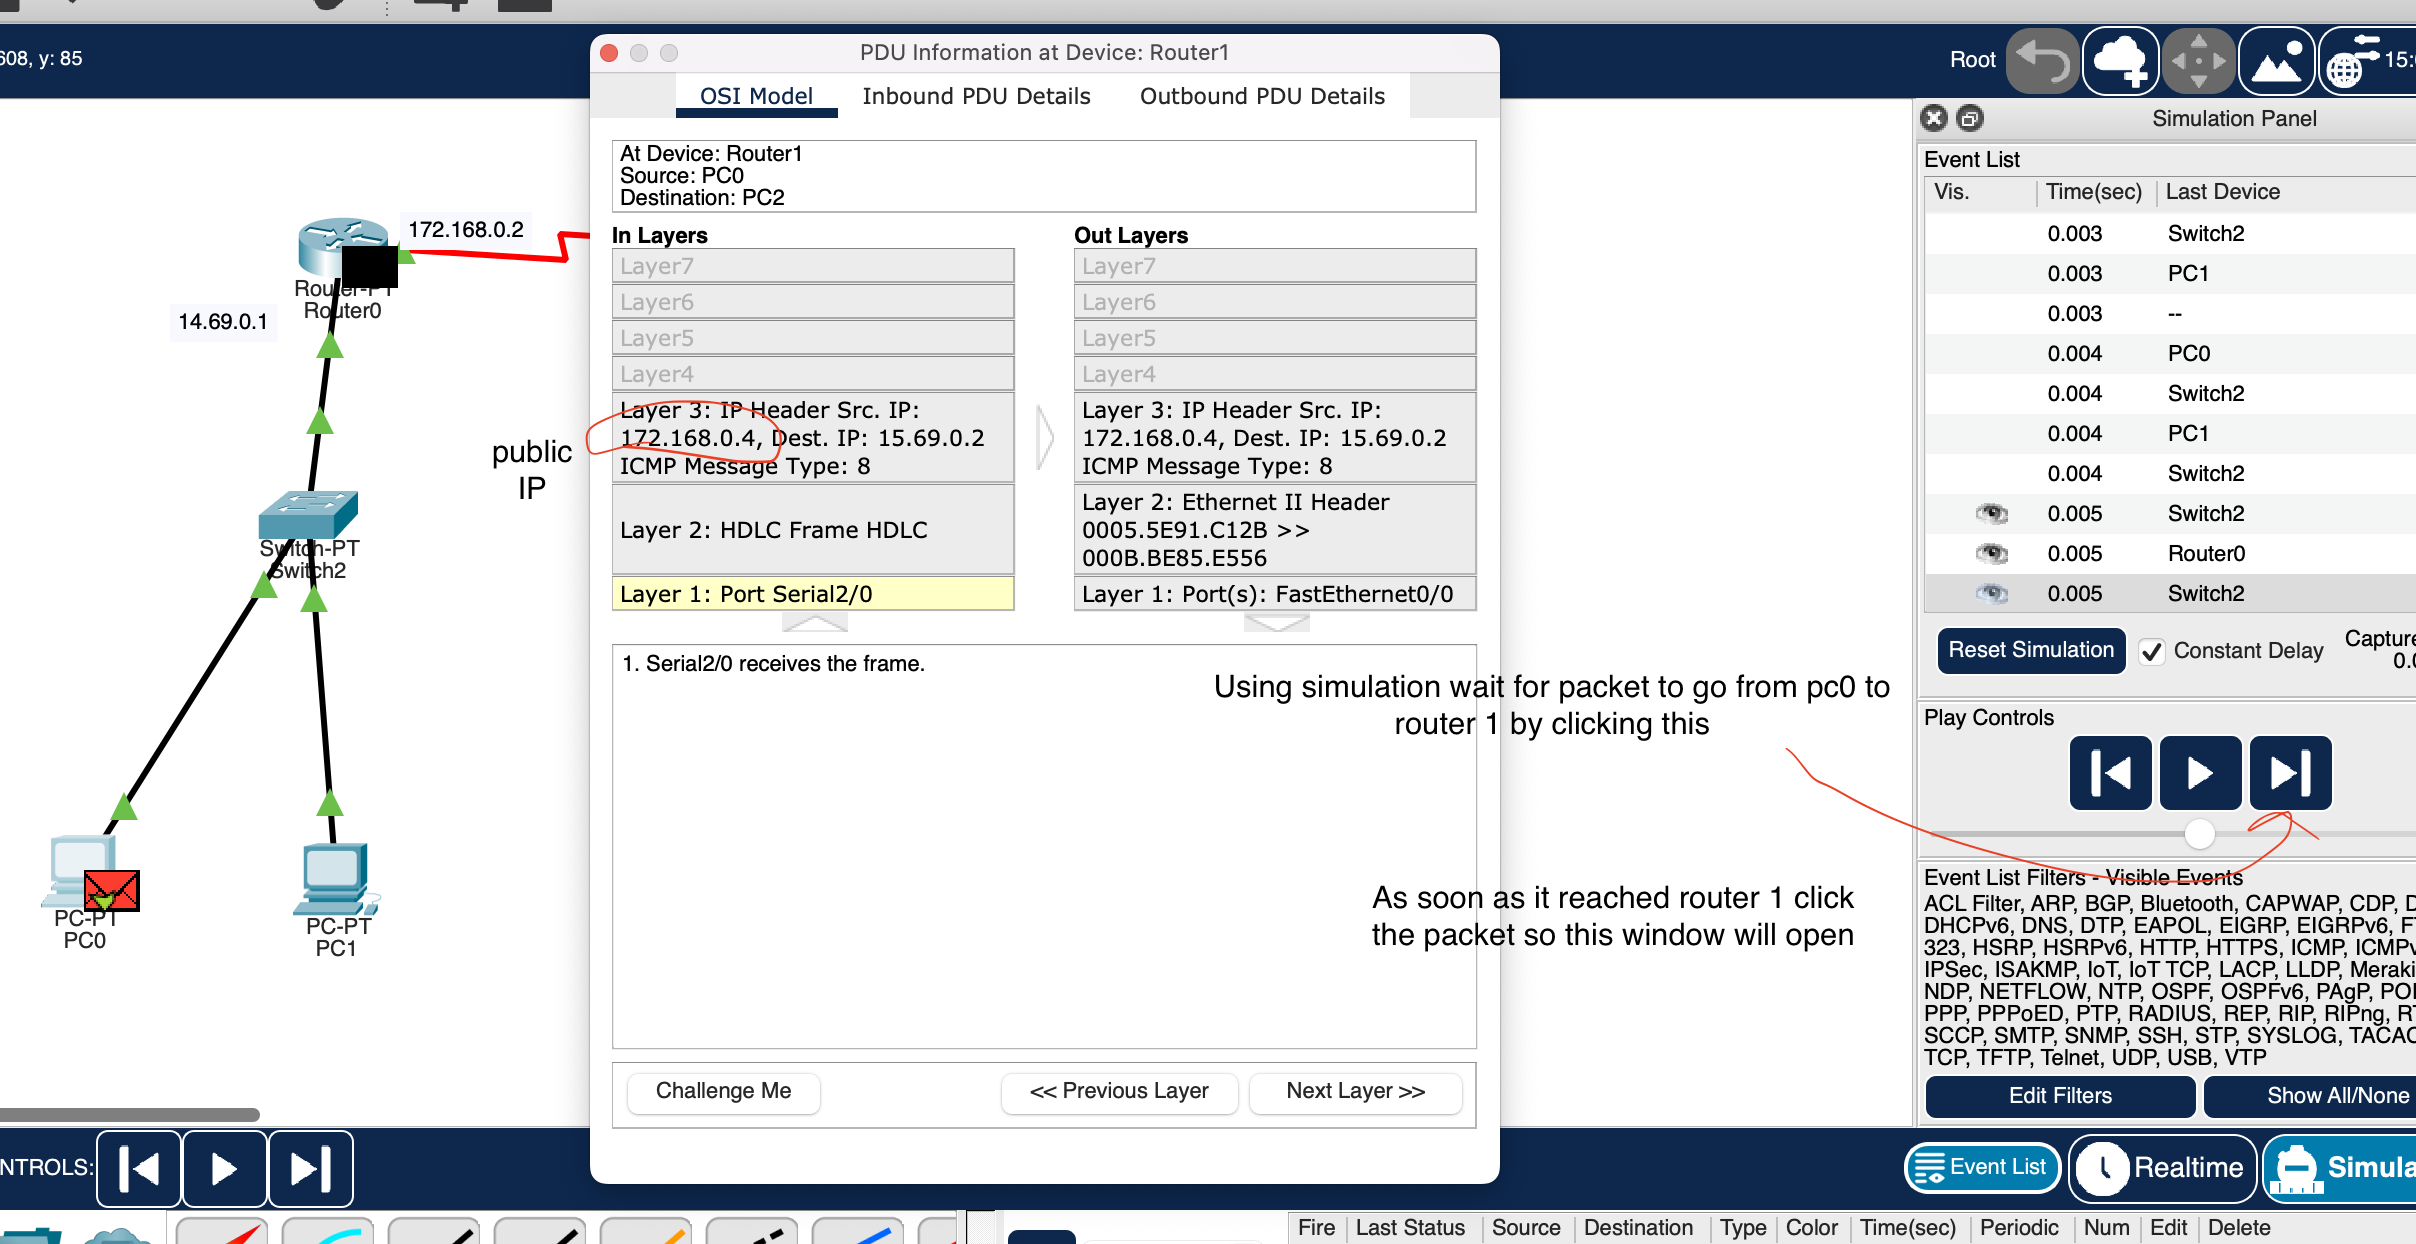 608, y: 85
PDU Information at Device: Router1
Root
15:
OSI Model
Inbound PDU Details
Outbound PDU Details
At Device: Router1
Source: PC0
Destination: PC2
In Layers
Out Layers
Layer7
Layer6
Layer5
Layer4
Layer 3: IP Header Src. IP:
172.168.0.4, Dest. IP: 15.69.0.2
ICMP Message Type: 8
Layer 2: HDLC Frame HDLC
Layer 1: Port Serial2/0
Layer7
Layer6
Layer5
Layer4
Layer 3: IP Header Src. IP:
172.168.0.4, Dest. IP: 15.69.0.2
ICMP Message Type: 8
Layer 2: Ethernet II Header
0005.5E91.C12B >>
000B.BE85.E556
Layer 1: Port(s): FastEthernet0/0
1. Serial2/0 receives the frame.
Challenge Me
<< Previous Layer
Next Layer >>
172.168.0.2
Router-PT
Router0
14.69.0.1
public
IP
Switch-PT
Switch2
PC-PT
PC0
PC-PT
PC1
Using simulation wait for packet to go from pc0 to
router 1 by clicking this
As soon as it reached router 1 click
the packet so this window will open
Simulation Panel
Event List
Vis. Time(sec) Last Device
0.003 Switch2
0.003 PC1
0.003 --
0.004 PC0
0.004 Switch2
0.004 PC1
0.004 Switch2
0.005 Switch2
0.005 Router0
0.005 Switch2
Reset Simulation
Constant Delay
Capture
0.0
Play Controls
Event List Filters - Visible Events
ACL Filter, ARP, BGP, Bluetooth, CAPWAP, CDP, D
DHCPv6, DNS, DTP, EAPOL, EIGRP, EIGRPv6, F
323, HSRP, HSRPv6, HTTP, HTTPS, ICMP, ICMPv
IPSec, ISAKMP, IoT, IoT TCP, LACP, LLDP, Meraki
NDP, NETFLOW, NTP, OSPF, OSPFv6, PAgP, POP
PPP, PPPoED, PTP, RADIUS, REP, RIP, RIPng, RT
SCCP, SMTP, SNMP, SSH, STP, SYSLOG, TACAC
TCP, TFTP, Telnet, UDP, USB, VTP
Edit Filters
Show All/None
NTROLS:
Event List
Realtime
Simula
Fire Last Status Source Destination Type Color Time(sec) Periodic Num Edit Delete